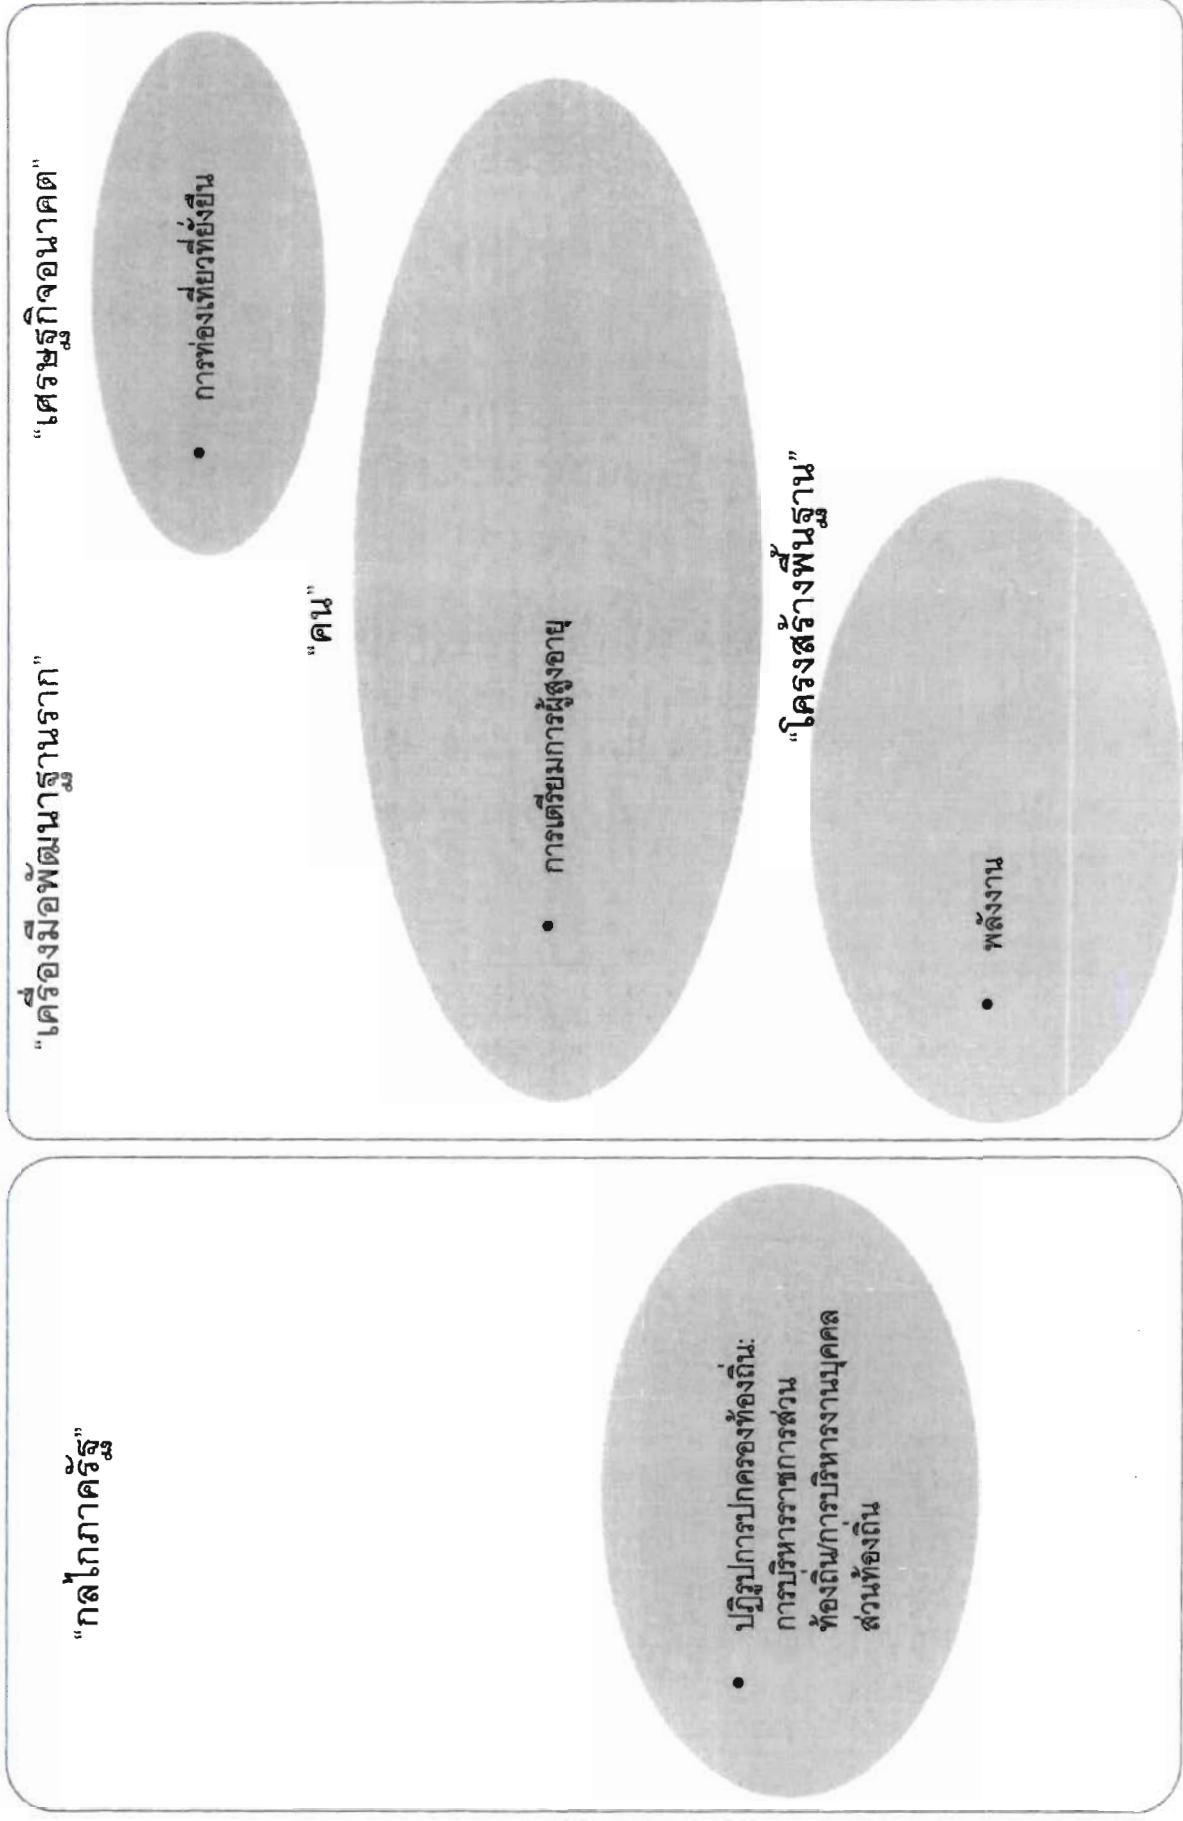 “กลไกภาครัฐ”
• ปฏิรูปการปกครองท้องถิ่น:
การบริหารราชการส่วน
ท้องถิ่น/การบริหารงานบุคคล
ส่วนท้องถิ่น
“เครื่องมือพัฒนาฐานราก”
“เศรษฐกิจอนาคต”
• การท่องเที่ยวที่ยั่งยืน
“คน”
• การเตรียมการผู้สูงอายุ
“โครงสร้างพื้นฐาน”
• พลังงาน